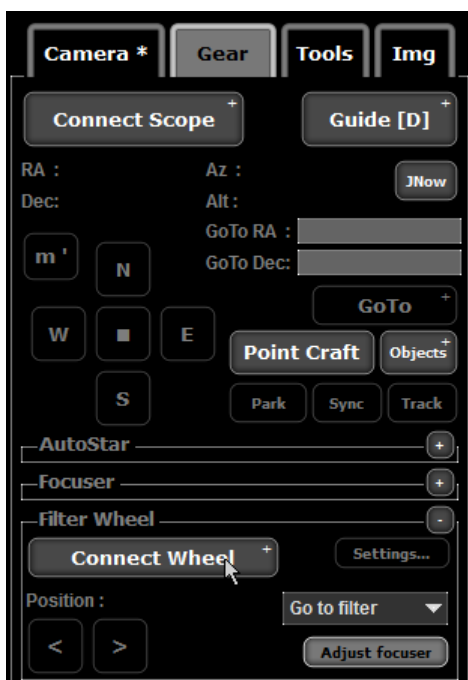 Camera * Gear Tools Img
Connect Scope + Guide [D] +
RA : Az : JNow
Dec: Alt :
GoTo RA :
m ' N GoTo Dec:
GoTo +
W ■ E
Point Craft Objects +
S Park Sync Track
AutoStar +
Focuser +
Filter Wheel -
Connect Wheel + Settings...
Position : Go to filter
< > Adjust focuser